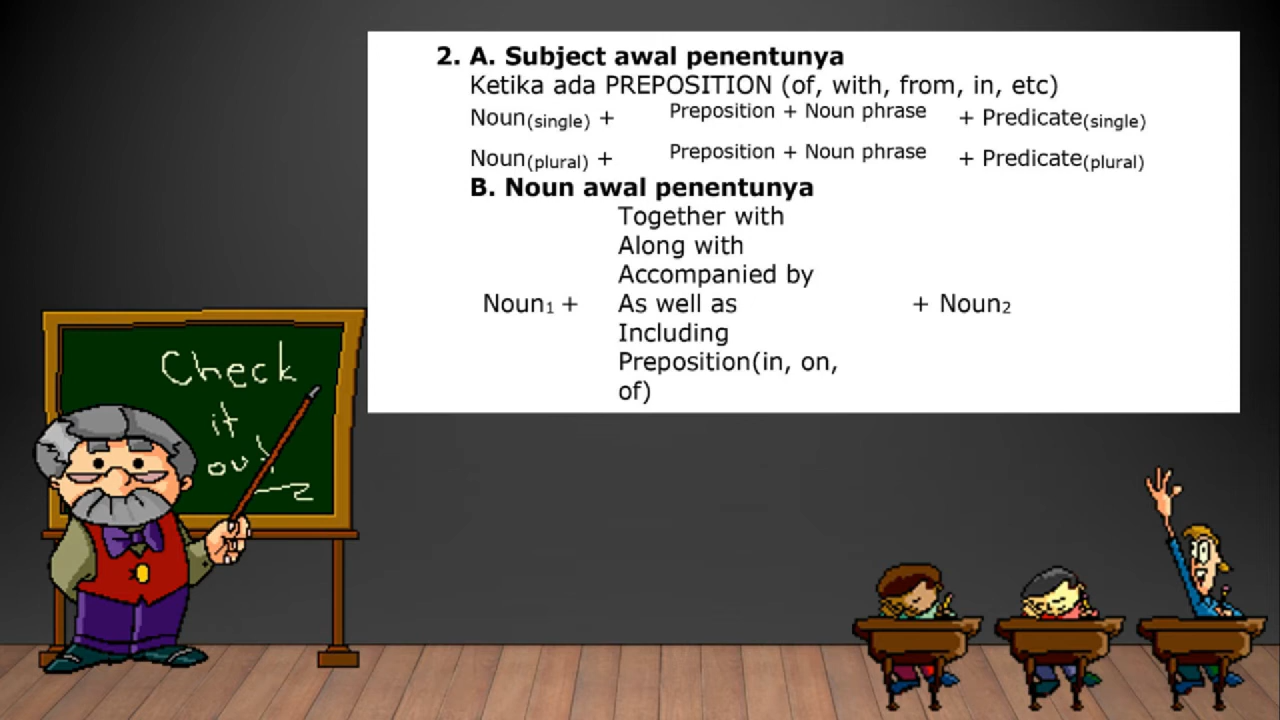 2. A. Subject awal penentunya
Ketika ada PREPOSITION (of, with, from, in, etc)
Noun(single) + Preposition + Noun phrase + Predicate(single)
Noun(plural) + Preposition + Noun phrase + Predicate(plural)
B. Noun awal penentunya
Together with
Along with
Accompanied by
Noun1 + As well as + Noun2
Including
Preposition(in, on,
of)
Check
it
out!